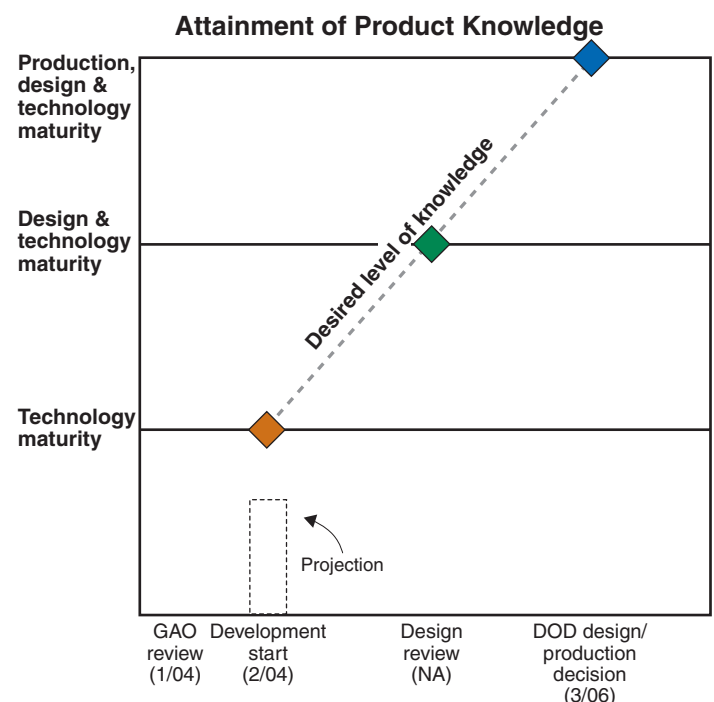 Attainment of Product Knowledge
Production,
design &
technology
maturity
Design &
technology
maturity
Desired level of knowledge
Technology
maturity
Projection
GAO
review
(1/04)
Development
start
(2/04)
Design
review
(NA)
DOD design/
production
decision
(3/06)